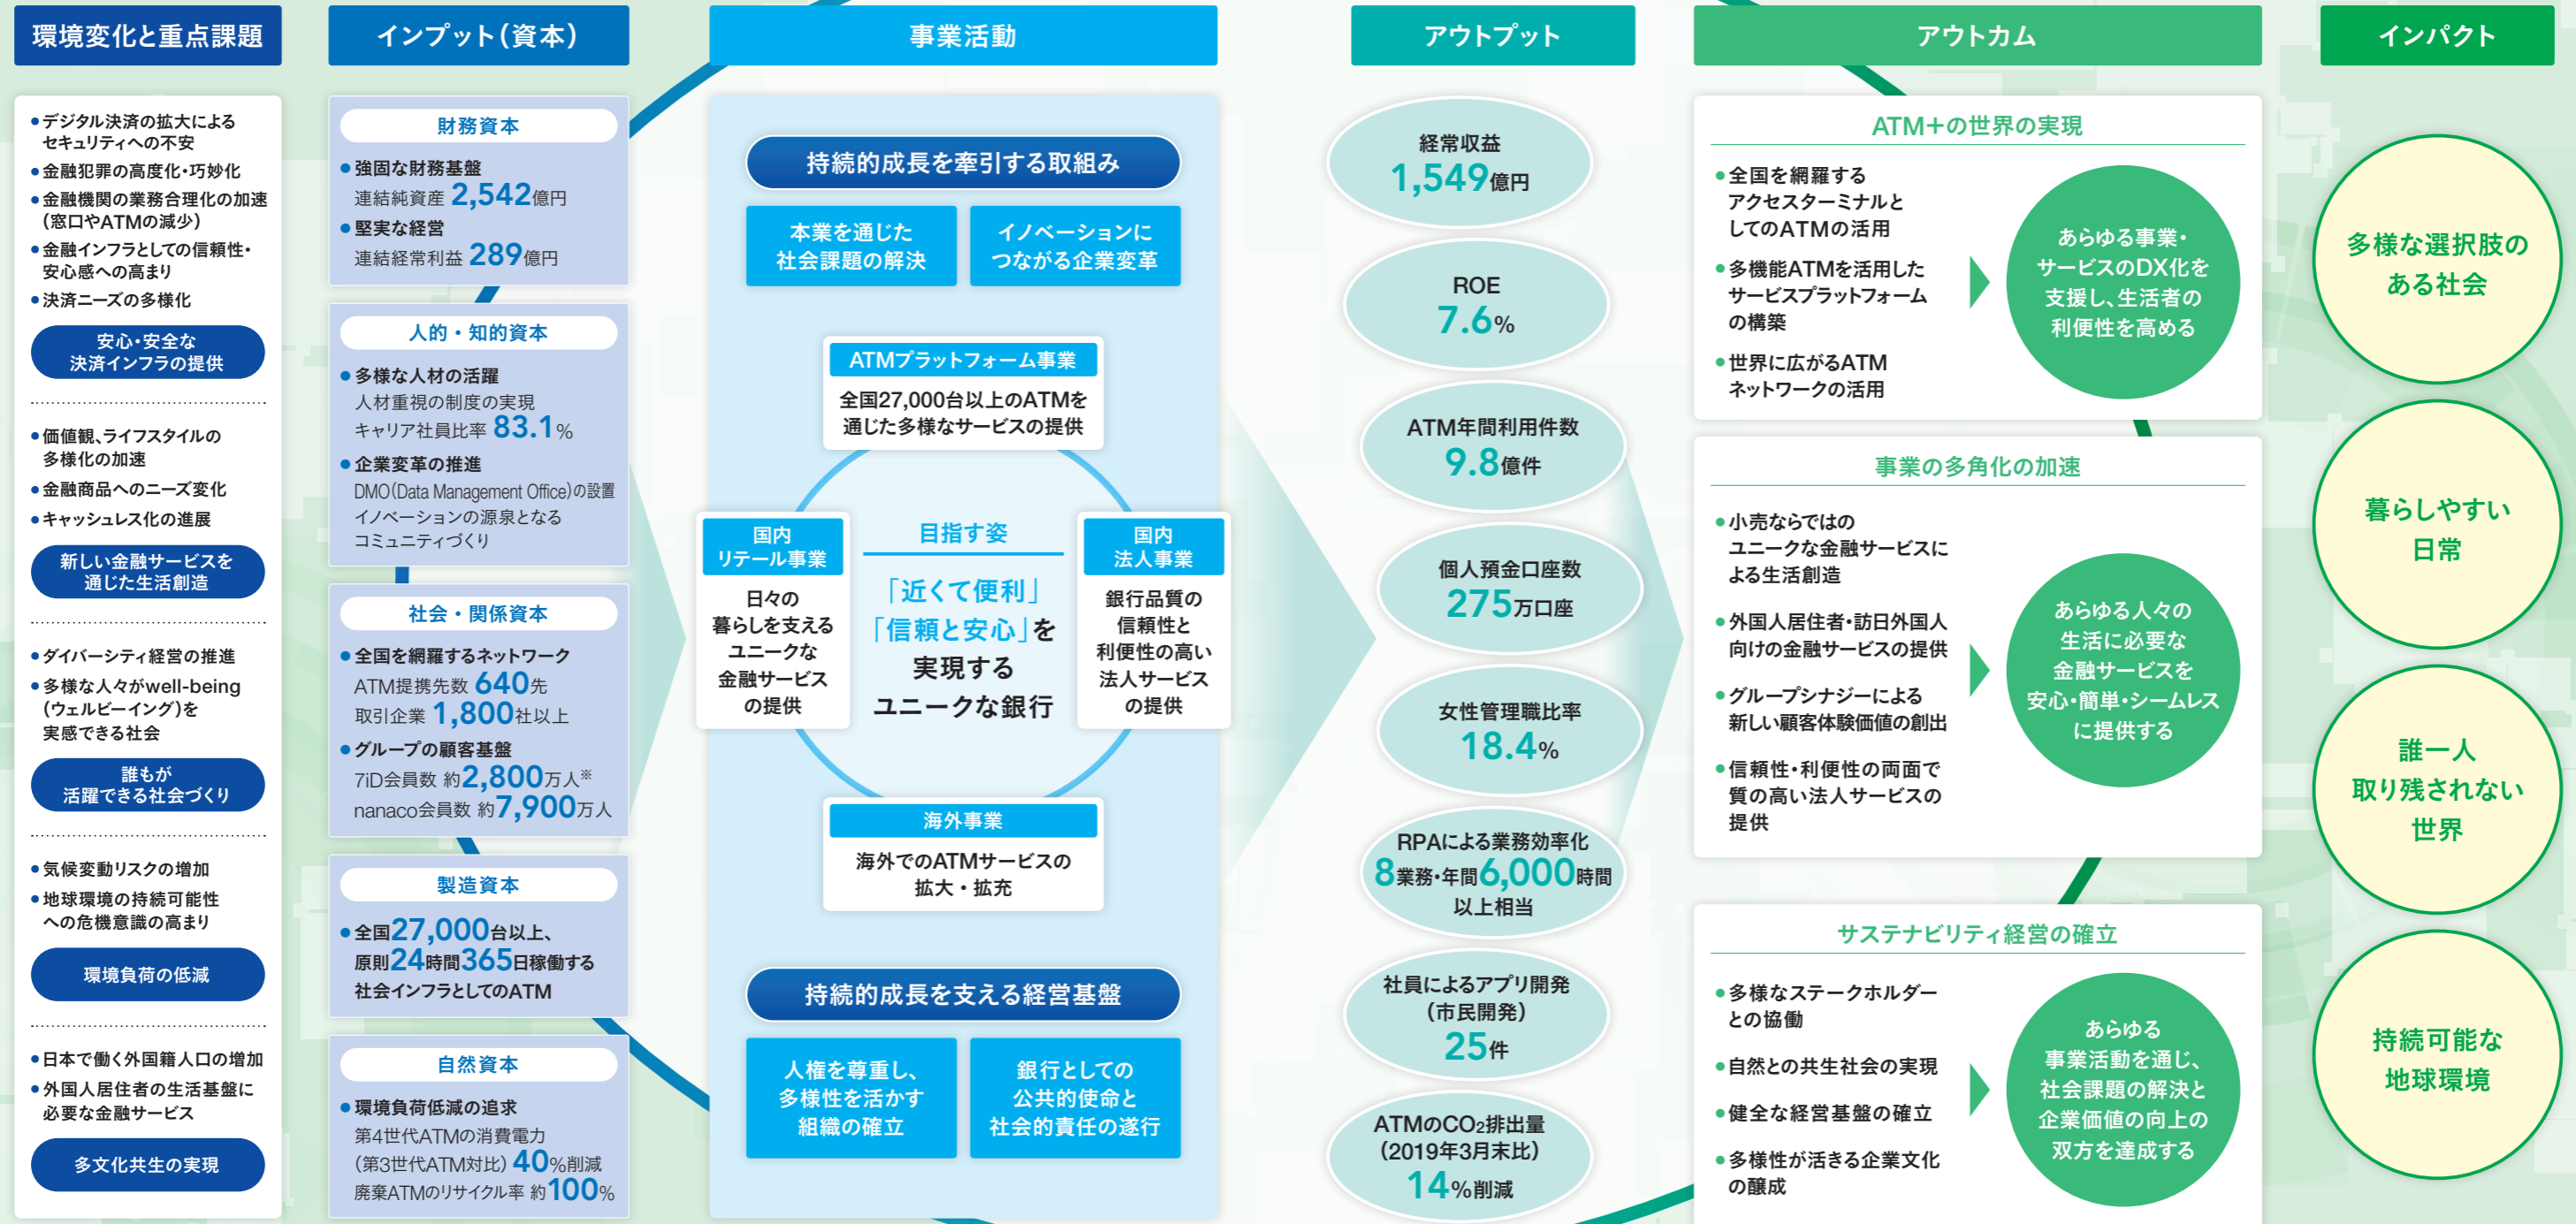 環境変化と重点課題
●デジタル決済の拡大による
セキュリティへの不安
●金融犯罪の高度化・巧妙化
●金融機関の業務合理化の加速
（窓口やATMの減少）
●金融インフラとしての信頼性・
安心感への高まり
●決済ニーズの多様化
安心・安全な
決済インフラの提供
●価値観、ライフスタイルの
多様化の加速
●金融商品へのニーズ変化
●キャッシュレス化の進展
新しい金融サービスを
通じた生活創造
●ダイバーシティ経営の推進
●多様な人々がwell-being
（ウェルビーイング）を
実感できる社会
誰もが
活躍できる社会づくり
●気候変動リスクの増加
●地球環境の持続可能性
への危機意識の高まり
環境負荷の低減
●日本で働く外国籍人口の増加
●外国人居住者の生活基盤に
必要な金融サービス
多文化共生の実現
インプット（資本）
財務資本
●強固な財務基盤
連結純資産 2,542億円
●堅実な経営
連結経常利益 289億円
人的・知的資本
●多様な人材の活躍
人材重視の制度の実現
キャリア社員比率 83.1%
●企業変革の推進
DMO（Data Management Office）の設置
イノベーションの源泉となる
コミュニティづくり
社会・関係資本
●全国を網羅するネットワーク
ATM提携先数 640先
取引企業 1,800社以上
●グループの顧客基盤
7iD会員数 約2,800万人※
nanaco会員数 約7,900万人
製造資本
●全国27,000台以上、
原則24時間365日稼働する
社会インフラとしてのATM
自然資本
●環境負荷低減の追求
第4世代ATMの消費電力
（第3世代ATM対比） 40%削減
廃棄ATMのリサイクル率 約100%
事業活動
持続的成長を牽引する取組み
本業を通じた
社会課題の解決
イノベーションに
つながる企業変革
ATMプラットフォーム事業
全国27,000台以上のATMを
通じた多様なサービスの提供
国内
リテール事業
日々の
暮らしを支える
ユニークな
金融サービス
の提供
目指す姿
「近くて便利」
「信頼と安心」を
実現する
ユニークな銀行
国内
法人事業
銀行品質の
信頼性と
利便性の高い
法人サービス
の提供
海外事業
海外でのATMサービスの
拡大・拡充
持続的成長を支える経営基盤
人権を尊重し、
多様性を活かす
組織の確立
銀行としての
公共的使命と
社会的責任の遂行
アウトプット
経常収益
1,549億円
ROE
7.6%
ATM年間利用件数
9.8億件
個人預金口座数
275万口座
女性管理職比率
18.4%
RPAによる業務効率化
8業務・年間6,000時間
以上相当
社員によるアプリ開発
（市民開発）
25件
ATMのCO2排出量
（2019年3月末比）
14%削減
アウトカム
ATM＋の世界の実現
●全国を網羅する
アクセスターミナルと
してのATMの活用
●多機能ATMを活用した
サービスプラットフォーム
の構築
●世界に広がるATM
ネットワークの活用
あらゆる事業・
サービスのDX化を
支援し、生活者の
利便性を高める
事業の多角化の加速
●小売ならではの
ユニークな金融サービスに
よる生活創造
●外国人居住者・訪日外国人
向けの金融サービスの提供
●グループシナジーによる
新しい顧客体験価値の創出
●信頼性・利便性の両面で
質の高い法人サービスの
提供
あらゆる人々の
生活に必要な
金融サービスを
安心・簡単・シームレス
に提供する
サステナビリティ経営の確立
●多様なステークホルダー
との協働
●自然との共生社会の実現
●健全な経営基盤の確立
●多様性が活きる企業文化
の醸成
あらゆる
事業活動を通じ、
社会課題の解決と
企業価値の向上の
双方を達成する
インパクト
多様な選択肢の
ある社会
暮らしやすい
日常
誰一人
取り残されない
世界
持続可能な
地球環境